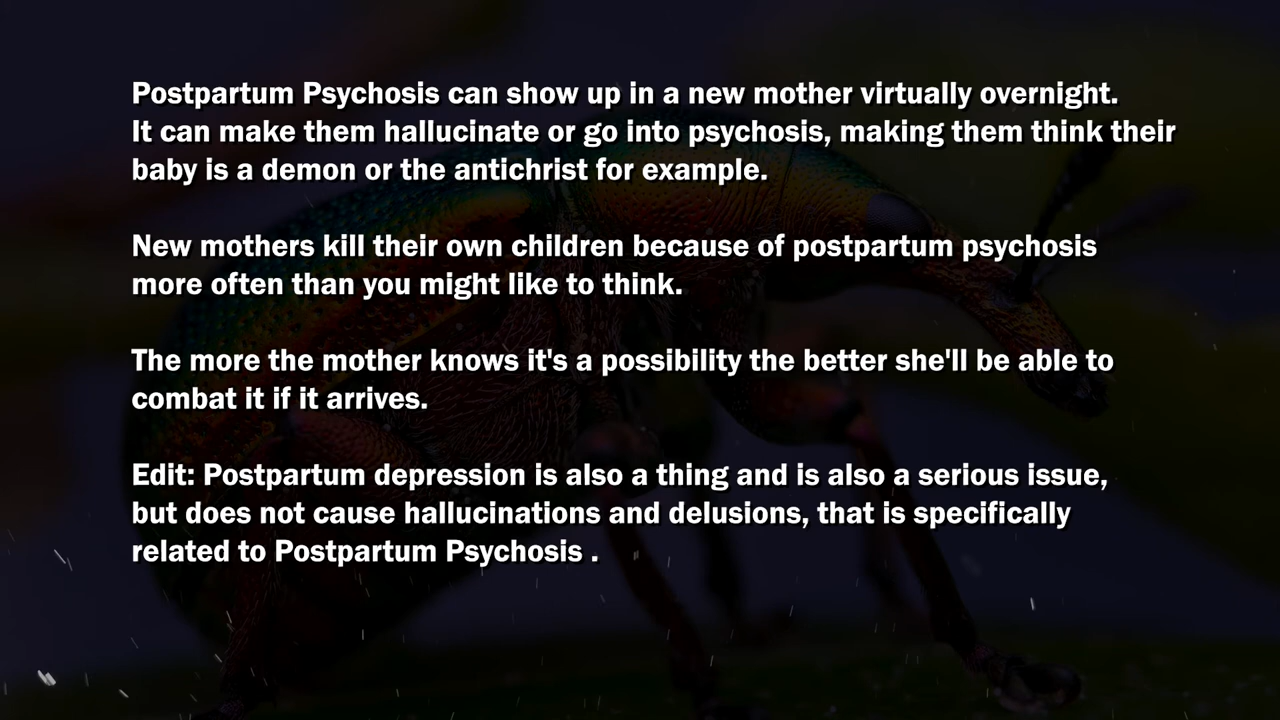 Postpartum Psychosis can show up in a new mother virtually overnight.
It can make them hallucinate or go into psychosis, making them think their
baby is a demon or the antichrist for example.
New mothers kill their own children because of postpartum psychosis
more often than you might like to think.
The more the mother knows it's a possibility the better she'll be able to
combat it if it arrives.
Edit: Postpartum depression is also a thing and is also a serious issue,
but does not cause hallucinations and delusions, that is specifically
related to Postpartum Psychosis .